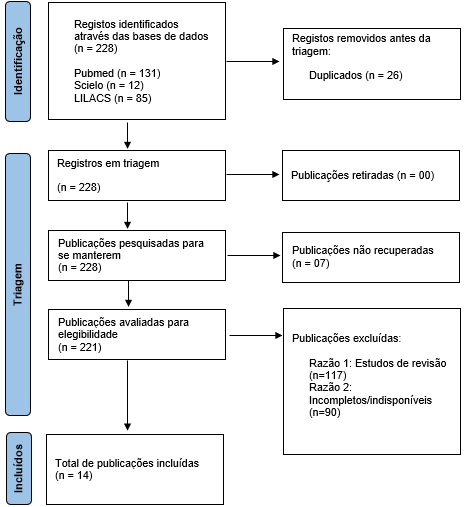 Identificação
Registos identificados
através das bases de dados
(n = 228)
Pubmed (n = 131)
Scielo (n = 12)
LILACS (n = 85)
Registos removidos antes da
triagem:
Duplicados (n = 26)
Triagem
Registros em triagem
(n = 228)
Publicações retiradas (n = 00)
Publicações pesquisadas para
se manterem
(n = 228)
Publicações não recuperadas
(n = 07)
Publicações avaliadas para
elegibilidade
(n = 221)
Publicações excluídas:
Razão 1: Estudos de revisão
(n=117)
Razão 2:
Incompletos/indisponíveis
(n=90)
Incluídos
Total de publicações incluídas
(n = 14)